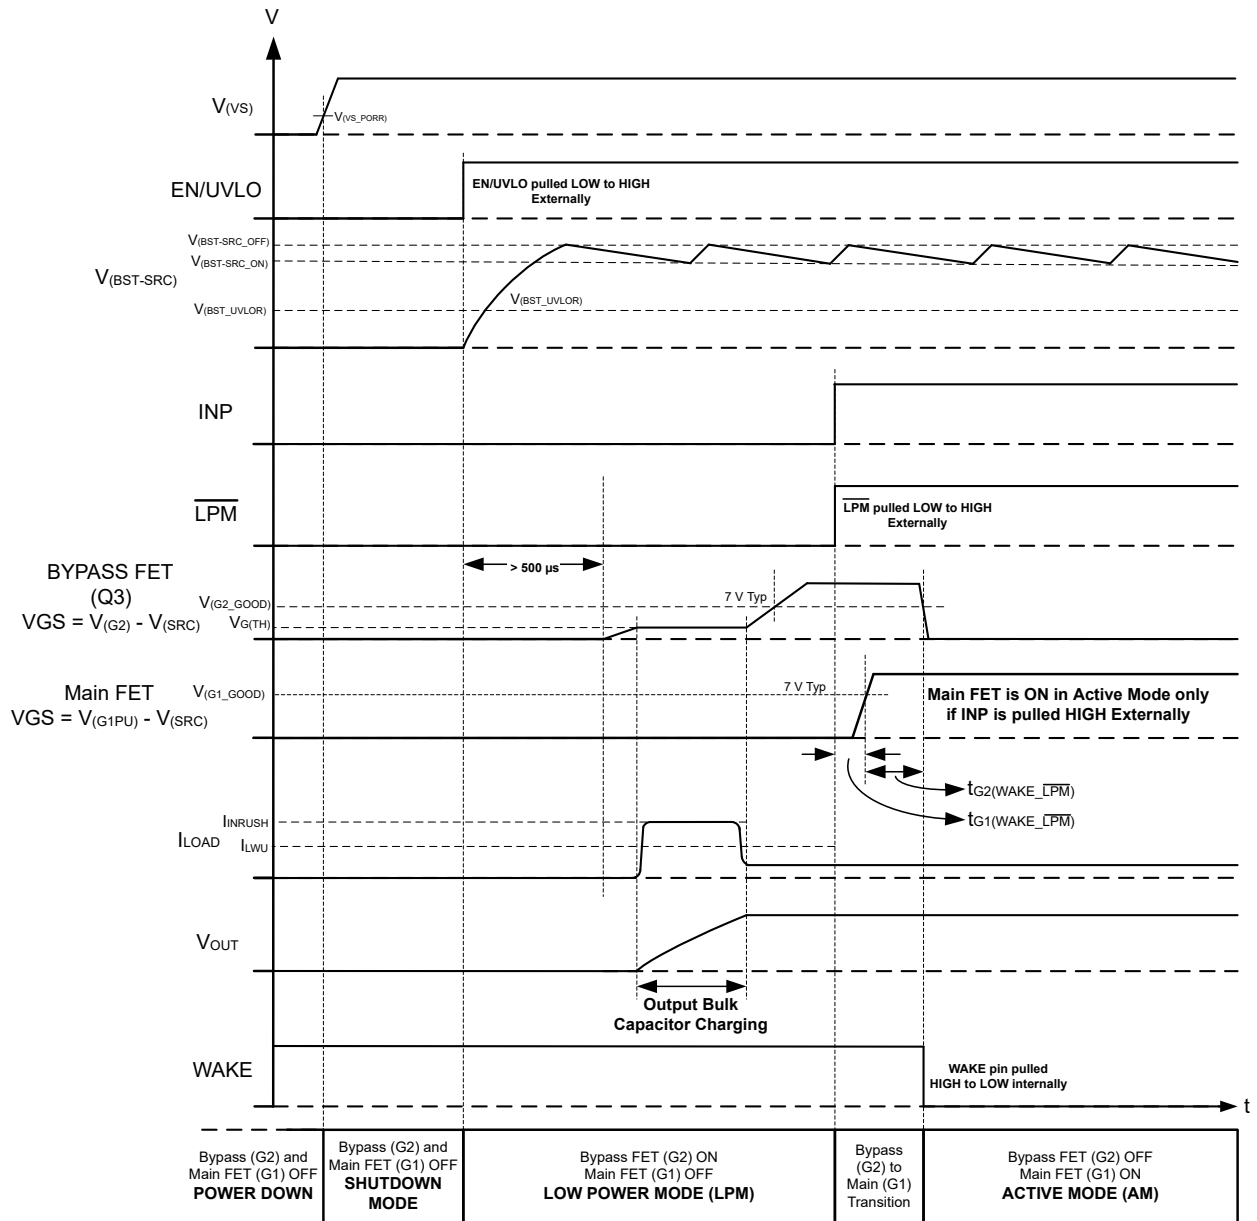 V
V(VS)
V(VS_PORR)
EN/UVLO
EN/UVLO pulled LOW to HIGH
Externally
V(BST-SRC_OFF)
V(BST-SRC_ON)
V(BST-SRC)
V(BST_UVLOR)
V(BST_UVLOR)
INP
LPM
LPM pulled LOW to HIGH
Externally
> 500 µs
BYPASS FET
(Q3)
VGS = V(G2) - V(SRC)
V(G2_GOOD)
VG(TH)
7 V Typ
Main FET
VGS = V(G1PU) - V(SRC)
V(G1_GOOD)
7 V Typ
Main FET is ON in Active Mode only
if INP is pulled HIGH Externally
tG2(WAKE_LPM)
tG1(WAKE_LPM)
IINRUSH
ILOAD
ILWU
VOUT
Output Bulk
Capacitor Charging
WAKE
WAKE pin pulled
HIGH to LOW internally
t
Bypass (G2) and
Main FET (G1) OFF
POWER DOWN
Bypass (G2) and
Main FET (G1) OFF
SHUTDOWN
MODE
Bypass FET (G2) ON
Main FET (G1) OFF
LOW POWER MODE (LPM)
Bypass
(G2) to
Main (G1)
Transition
Bypass FET (G2) OFF
Main FET (G1) ON
ACTIVE MODE (AM)